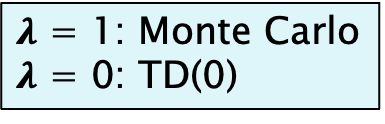 λ = 1: Monte Carlo
λ = 0: TD(0)